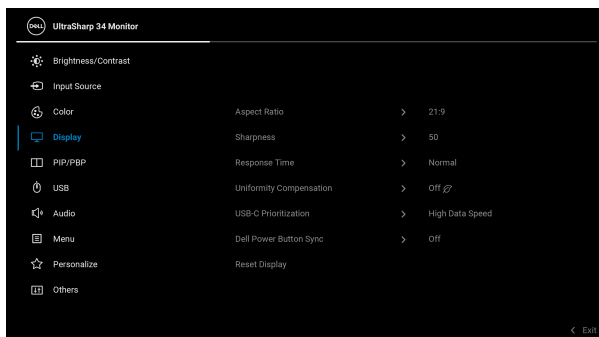 DELL UltraSharp 34 Monitor
Brightness/Contrast
Input Source
Color Aspect Ratio 21:9
Display Sharpness 50
PIP/PBP Response Time Normal
USB Uniformity Compensation Off
Audio USB-C Prioritization High Data Speed
Menu Dell Power Button Sync Off
Personalize Reset Display
Others
Exit